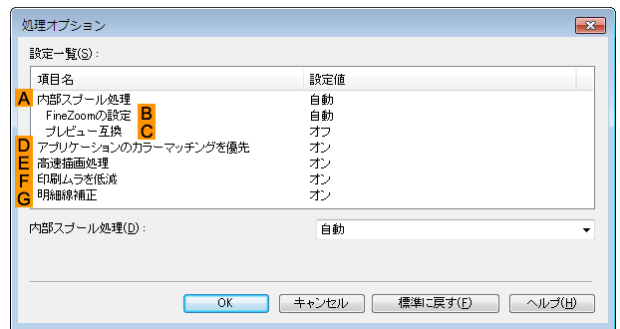 処理オプション
設定一覧(S):
項目名 設定値
A 内部スプール処理 自動
FineZoomの設定 B 自動
プレビュー互換 C オフ
D アプリケーションのカラーマッチングを優先 オン
E 高速描画処理 オン
F 印刷ムラを低減 オン
G 明細線補正 オン
内部スプール処理(D): 自動
OK キャンセル 標準に戻す(F) ヘルプ(H)